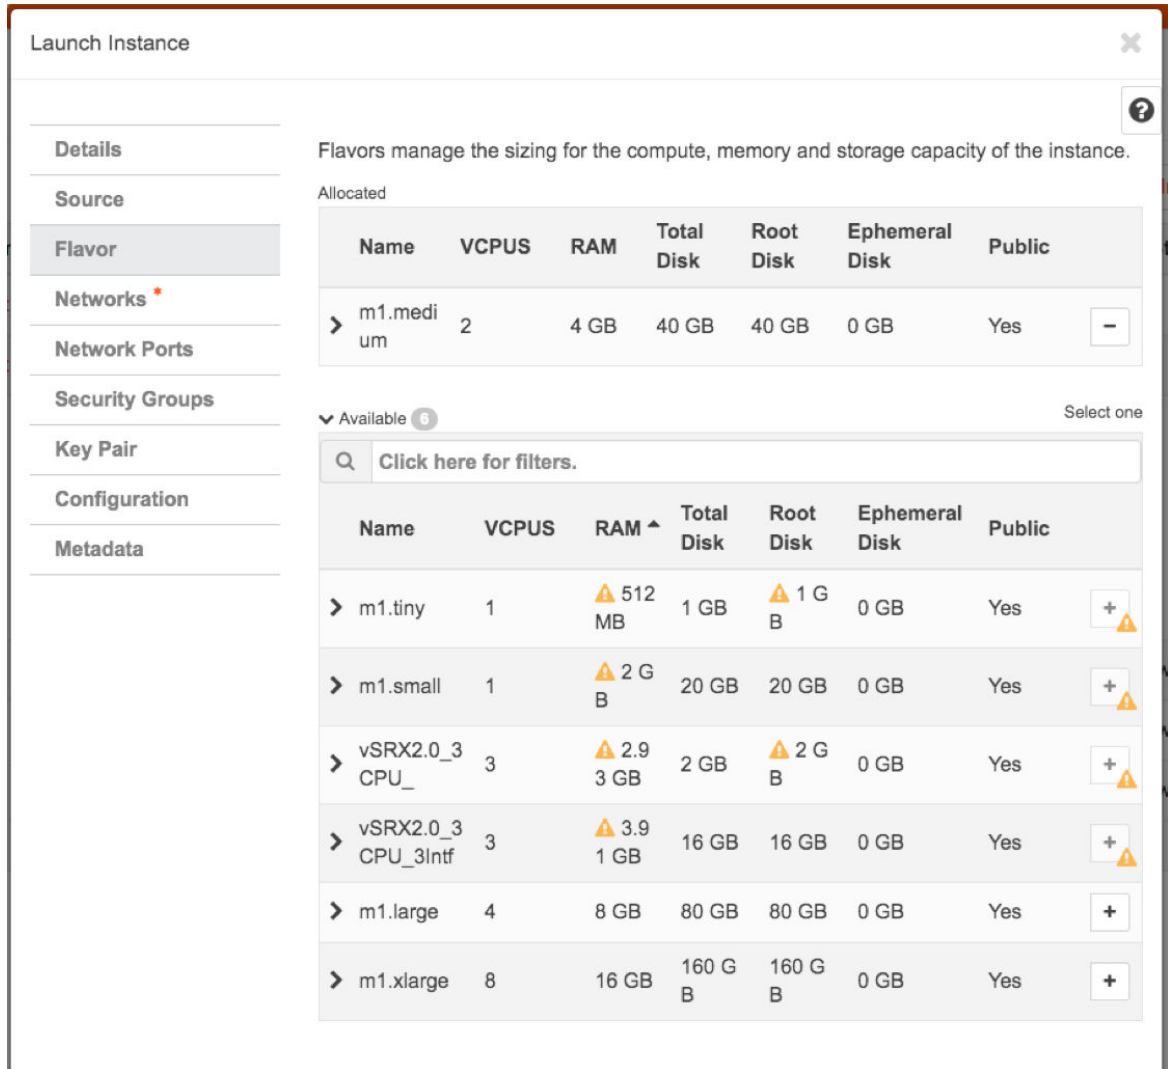 Launch Instance
Details
Source
Flavor
Networks *
Network Ports
Security Groups
Key Pair
Configuration
Metadata
Flavors manage the sizing for the compute, memory and storage capacity of the instance.
Allocated
Name VCPUS RAM Total Disk Root Disk Ephemeral Disk Public
m1.medi
um 2 4 GB 40 GB 40 GB 0 GB Yes
Available 6 Select one
Click here for filters.
Name VCPUS RAM Total Disk Root Disk Ephemeral Disk Public
m1.tiny 1 512 MB 1 GB 1 G
B 0 GB Yes
m1.small 1 2 G
B 20 GB 20 GB 0 GB Yes
vSRX2.0_3
CPU_ 3 2.9
3 GB 2 GB 2 G
B 0 GB Yes
vSRX2.0_3
CPU_3Intf 3 3.9
1 GB 16 GB 16 GB 0 GB Yes
m1.large 4 8 GB 80 GB 80 GB 0 GB Yes
m1.xlarge 8 16 GB 160 G
B 160 G
B 0 GB Yes